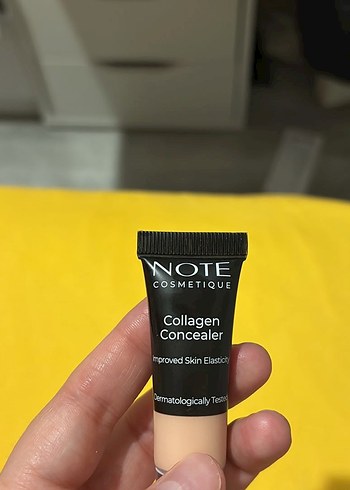 NOTE
COSMETIQUE
Collagen
Concealer
Improved Skin Elasticity
Dermatologically Tested